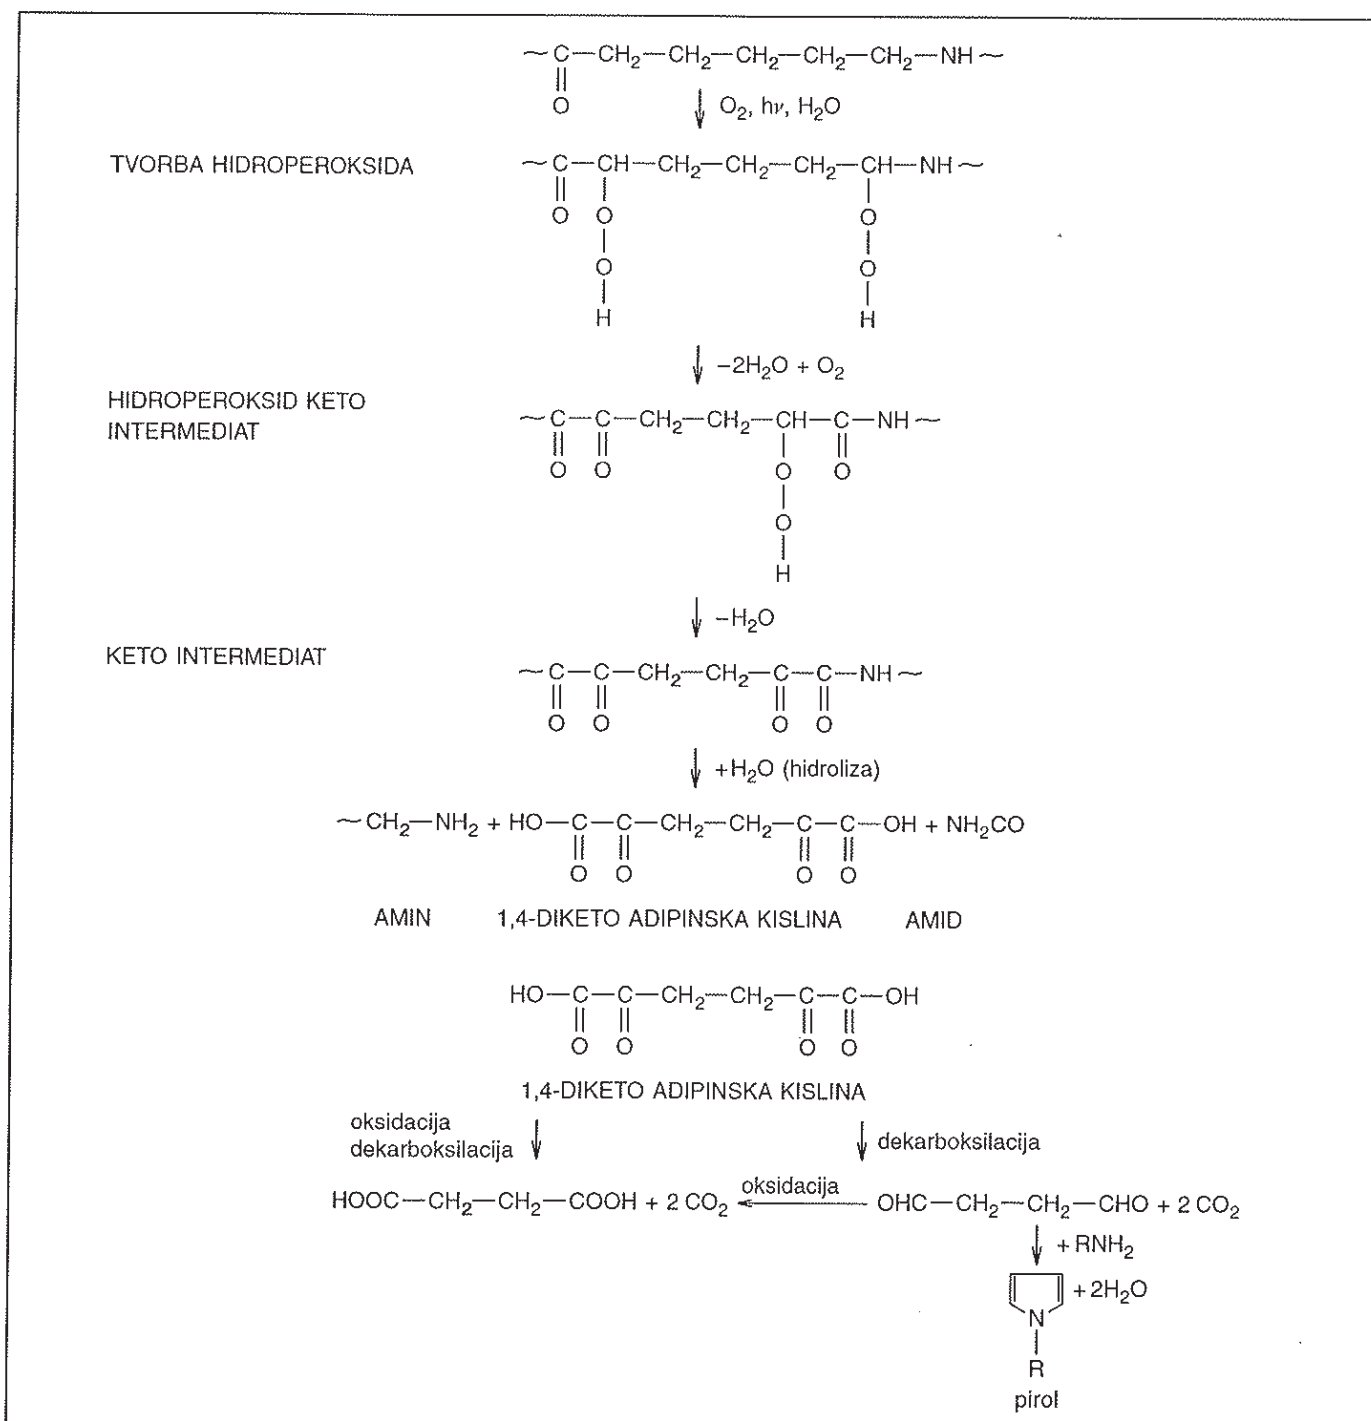 ~C—CH₂—CH₂—CH₂—CH₂—CH₂—NH~
O
O₂, hν, H₂O
TVORBA HIDROPEROKSIDA
~C—CH—CH₂—CH₂—CH₂—CH—NH~
O O O
O O
H H
−2H₂O + O₂
HIDROPEROKSID KETO
INTERMEDIAT
~C—C—CH₂—CH₂—CH—C—NH~
O O O O
O
H
−H₂O
KETO INTERMEDIAT
~C—C—CH₂—CH₂—C—C—NH~
O O O O
+H₂O (hidroliza)
~CH₂—NH₂ + HO—C—C—CH₂—CH₂—C—C—OH + NH₂CO
O O O O
AMIN 1,4-DIKETO ADIPINSKA KISLINA AMID
HO—C—C—CH₂—CH₂—C—C—OH
O O O O
1,4-DIKETO ADIPINSKA KISLINA
oksidacija
dekarboksilacija
dekarboksilacija
HOOC—CH₂—CH₂—COOH + 2 CO₂
oksidacija
OHC—CH₂—CH₂—CHO + 2 CO₂
+ RNH₂
+ 2H₂O
N
R
pirol